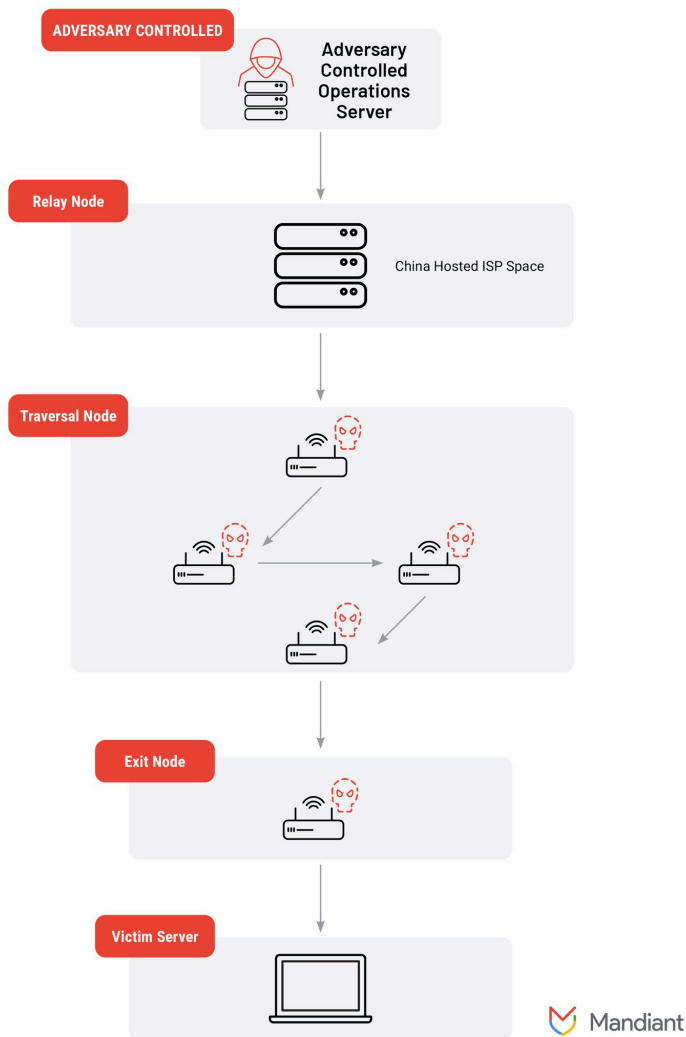 ADVERSARY CONTROLLED
Adversary
Controlled
Operations
Server
Relay Node
China Hosted ISP Space
Traversal Node
Exit Node
Victim Server
Mandiant